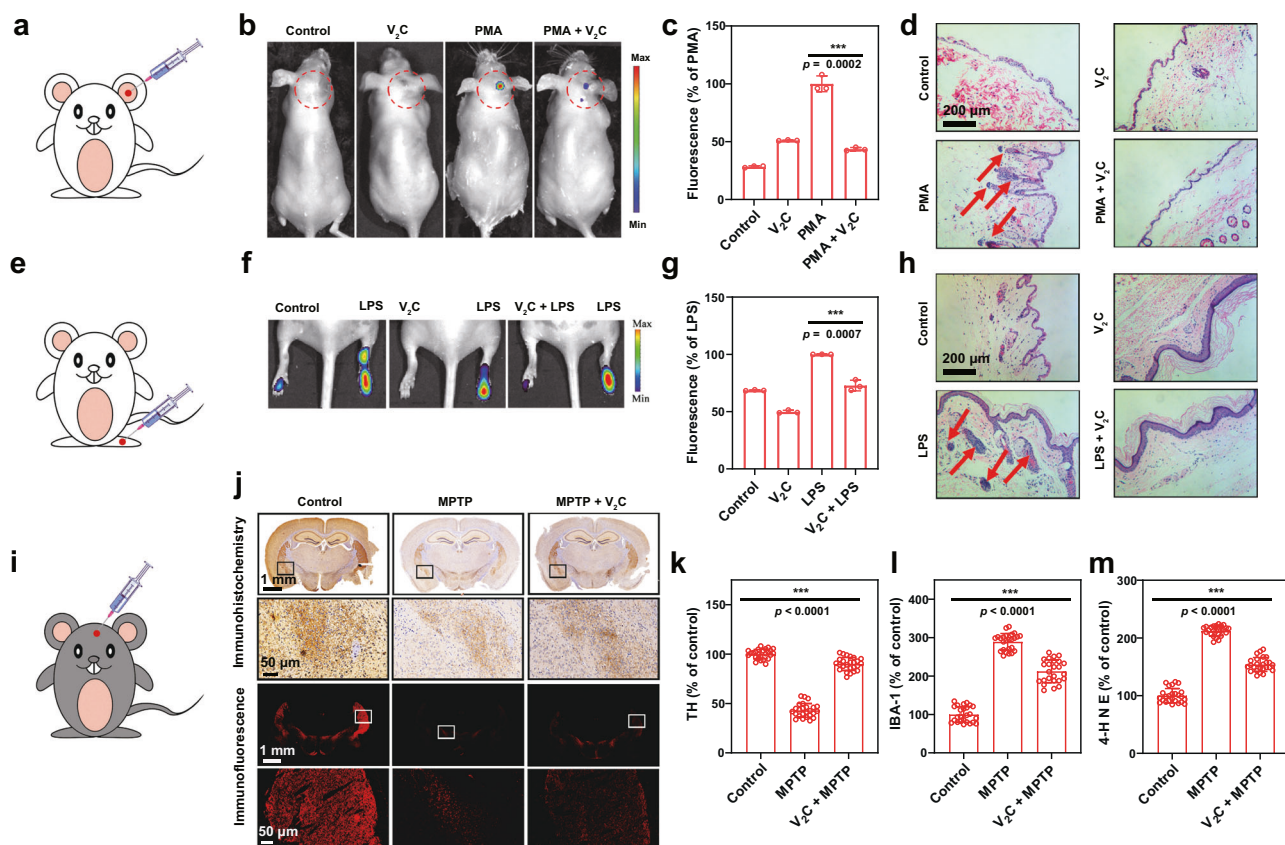 a
b
Control V₂C PMA PMA + V₂C
Max
Min
c
Fluorescence (% of PMA)
150
100
50
0
***
p = 0.0002
Control V₂C PMA PMA + V₂C
d
Control
200 μm
V₂C
PMA
PMA + V₂C
e
f
Control LPS V₂C LPS V₂C + LPS LPS
Max
Min
g
Fluorescence (% of LPS)
150
100
50
0
***
p = 0.0007
Control V₂C LPS V₂C + LPS
h
Control
200 μm
V₂C
LPS
LPS + V₂C
i
j
Control MPTP MPTP + V₂C
Immunohistochemistry
1 mm
50 μm
Immunofluorescence
1 mm
50 μm
k
TH (% of control)
150
100
50
0
***
p < 0.0001
Control MPTP V₂C + MPTP
l
IBA-1 (% of control)
400
300
200
100
0
***
p < 0.0001
Control MPTP V₂C + MPTP
m
4-H N E (% of control)
300
200
100
0
***
p < 0.0001
Control MPTP V₂C + MPTP